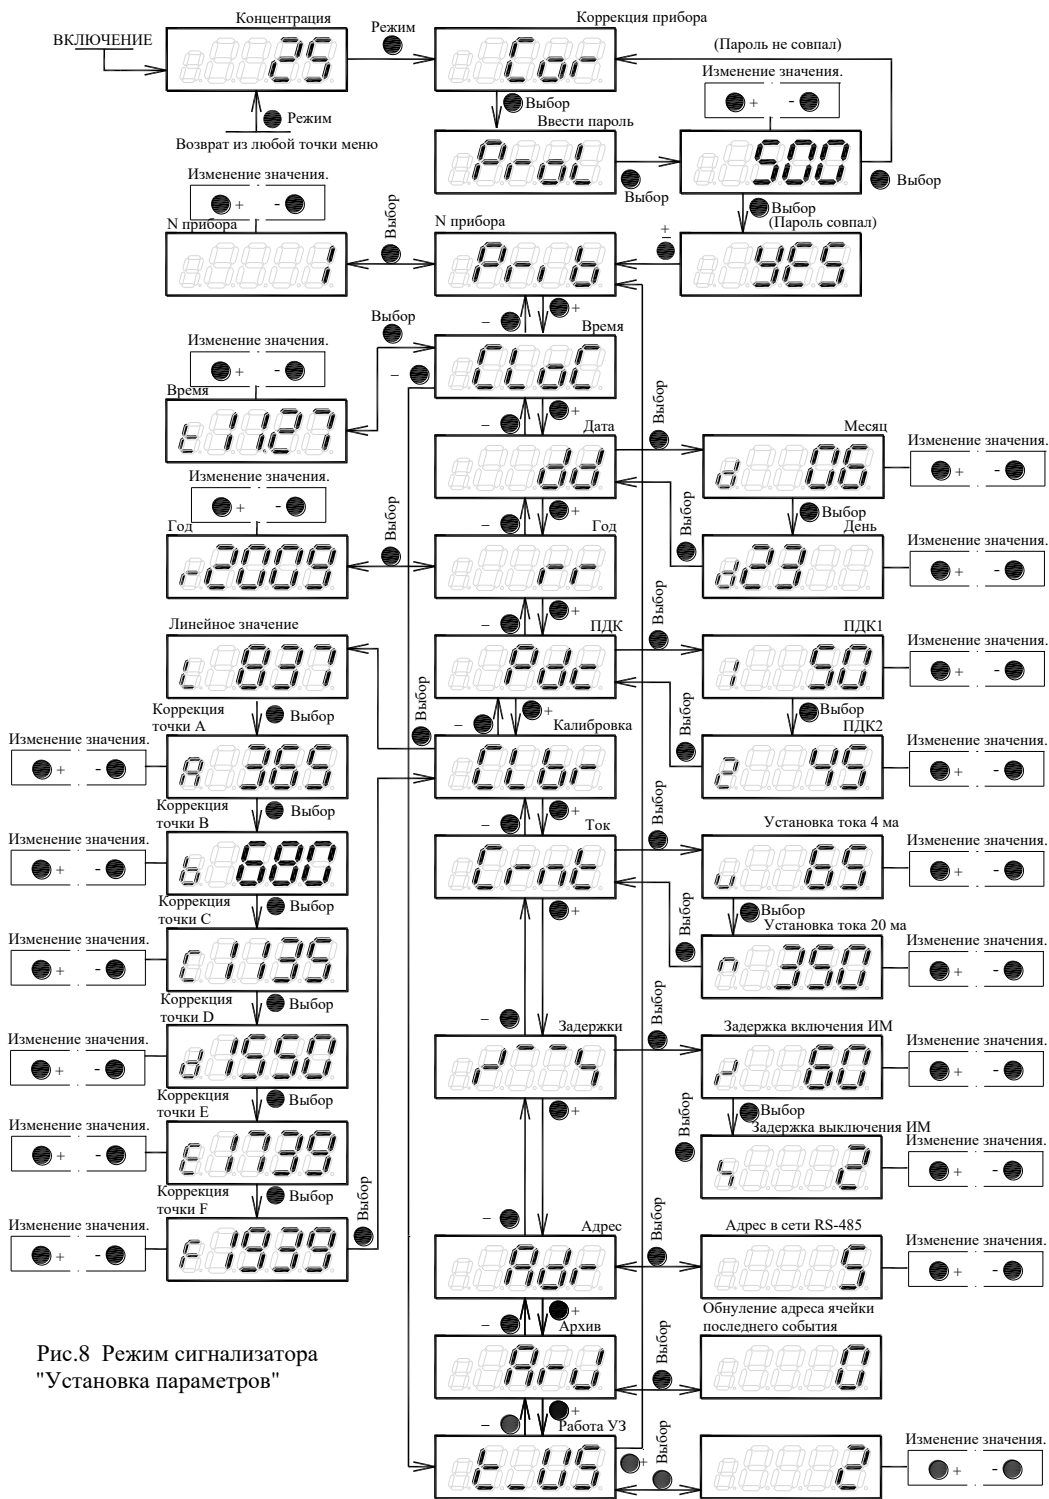 Концентрация
Коррекция прибора
ВКЛЮЧЕНИЕ
25
Режим
Cor
(Пароль не совпал)
Изменение значения.
+ -
Режим
Возврат из любой точки меню
Выбор
Ввести пароль
ProL
Выбор
500
Выбор
Выбор
(Пароль совпал)
Изменение значения.
+ -
N прибора
1
Выбор
N прибора
Prib
+
−
YES
− +
Изменение значения.
+ -
Время
t1127
Выбор
−
Время
CLoC
− +
Изменение значения.
+ -
Год
r2009
Выбор
Дата
dd
− +
Выбор
Месяц
d 06
Изменение значения.
+ -
Выбор
День
d23
Выбор
Изменение значения.
+ -
Год
rr
− +
Линейное значение
L 837
Выбор
ПДК
Pdc
− +
Выбор
ПДК1
1 50
Изменение значения.
+ -
Выбор
ПДК2
2 45
Выбор
Изменение значения.
+ -
Выбор
Калибровка
CLbr
− +
Коррекция
точки A
Изменение значения.
+ -
A 365
Выбор
Коррекция
точки B
Изменение значения.
+ -
b 680
Выбор
Коррекция
точки C
Изменение значения.
+ -
c1135
Выбор
Коррекция
точки D
Изменение значения.
+ -
d1550
Выбор
Коррекция
точки E
Изменение значения.
+ -
E1739
Выбор
Коррекция
точки F
Изменение значения.
+ -
F1939
Выбор
Ток
Crnt
+
Выбор
Установка тока 4 ма
u 65
Изменение значения.
+ -
Выбор
Установка тока 20 ма
n 350
Выбор
Изменение значения.
+ -
−
Задержки
+
Выбор
Задержка включения ИМ
60
Изменение значения.
+ -
Выбор
Задержка выключения ИМ
2
Выбор
Изменение значения.
+ -
−
Адрес
Adr
− +
Выбор
Адрес в сети RS-485
5
Изменение значения.
+ -
Архив
ArJ
− +
Выбор
Обнуление адреса ячейки
последнего события
0
Работа УЗ
t_US
+
Выбор
2
Изменение значения.
+ -
Рис.8 Режим сигнализатора
"Установка параметров"